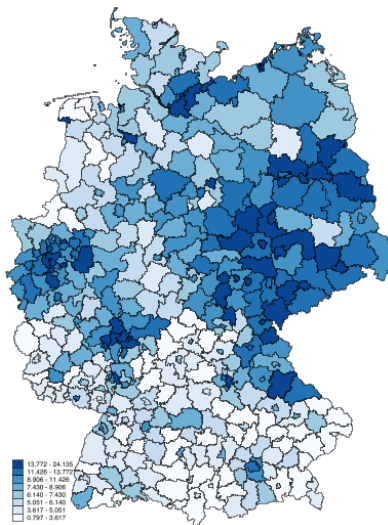 13.772 - 24.135
11.426 - 13.772
8.906 - 11.426
7.430 - 8.906
6.140 - 7.430
5.051 - 6.140
3.617 - 5.051
0.797 - 3.617